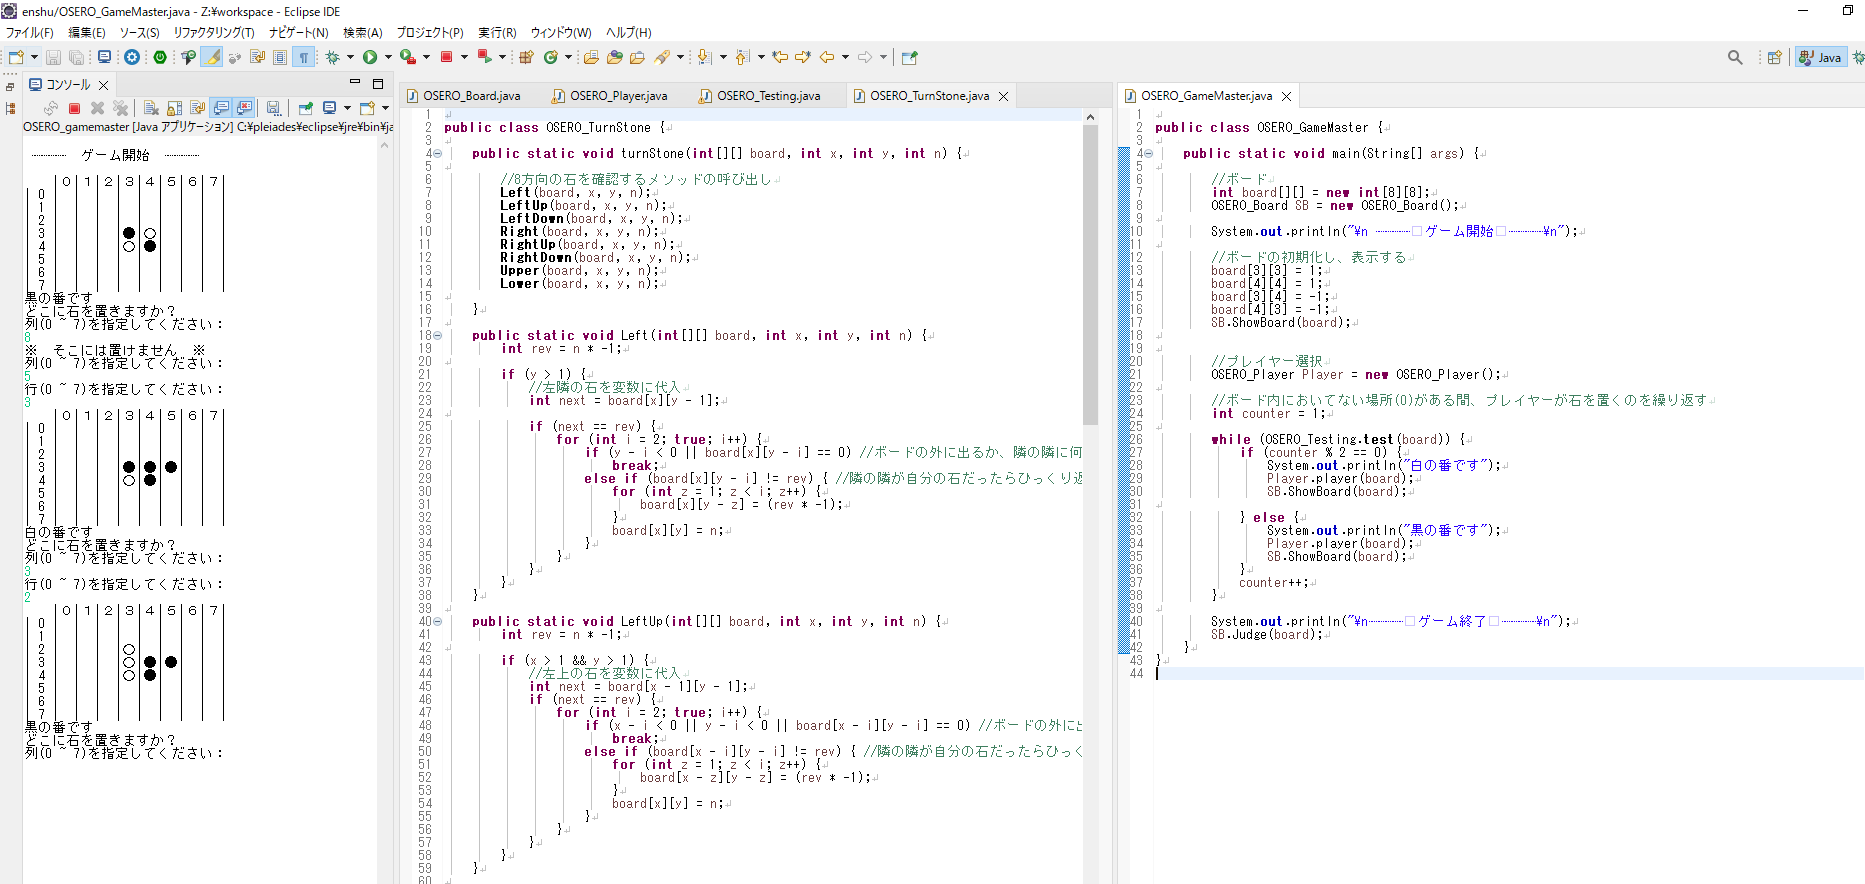 enshu/OSERO_GameMaster.java - Z:¥workspace - Eclipse IDE
ファイル(F) 編集(E) ソース(S) リファクタリング(T) ナビゲート(N) 検索(A) プロジェクト(P) 実行(R) ウィンドウ(W) ヘルプ(H)
Java
コンソール
OSERO_gamemaster [Java アプリケーション] C:¥pleiades¥eclipse¥jre¥bin¥ja
ゲーム開始
0 1 2 3 4 5 6 7
0
1
2
3 ● ○
4 ○ ●
5
6
7
黒の番です
どこに石を置きますか?
列(0 ~ 7)を指定してください:
8
※ そこには置けません ※
列(0 ~ 7)を指定してください:
5
行(0 ~ 7)を指定してください:
3
0 1 2 3 4 5 6 7
0
1
2
3 ● ● ●
4 ○ ●
5
6
7
白の番です
どこに石を置きますか?
列(0 ~ 7)を指定してください:
3
行(0 ~ 7)を指定してください:
2
0 1 2 3 4 5 6 7
0
1
2 ○
3 ○ ● ●
4 ○ ●
5
6
7
黒の番です
どこに石を置きますか?
列(0 ~ 7)を指定してください:
OSERO_Board.java OSERO_Player.java OSERO_Testing.java OSERO_TurnStone.java
1
2 public class OSERO_TurnStone {
3
4 public static void turnStone(int[][] board, int x, int y, int n) {
5
6 //8方向の石を確認するメソッドの呼び出し
7 Left(board, x, y, n);
8 LeftUp(board, x, y, n);
9 LeftDown(board, x, y, n);
10 Right(board, x, y, n);
11 RightUp(board, x, y, n);
12 RightDown(board, x, y, n);
13 Upper(board, x, y, n);
14 Lower(board, x, y, n);
15
16 }
17
18 public static void Left(int[][] board, int x, int y, int n) {
19 int rev = n * -1;
20
21 if (y > 1) {
22 //左隣の石を変数に代入
23 int next = board[x][y - 1];
24
25 if (next == rev) {
26 for (int i = 2; true; i++) {
27 if (y - i < 0 || board[x][y - i] == 0) //ボードの外に出るか、隣の隣に何
28 break;
29 else if (board[x][y - i] != rev) { //隣の隣が自分の石だったらひっくり返
30 for (int z = 1; z < i; z++) {
31 board[x][y - z] = (rev * -1);
32 }
33 board[x][y] = n;
34 }
35 }
36 }
37 }
38 }
39
40 public static void LeftUp(int[][] board, int x, int y, int n) {
41 int rev = n * -1;
42
43 if (x > 1 && y > 1) {
44 //左上の石を変数に代入
45 int next = board[x - 1][y - 1];
46 if (next == rev) {
47 for (int i = 2; true; i++) {
48 if (x - i < 0 || y - i < 0 || board[x - i][y - i] == 0) //ボードの外に出
49 break;
50 else if (board[x - i][y - i] != rev) { //隣の隣が自分の石だったらひっく
51 for (int z = 1; z < i; z++) {
52 board[x - z][y - z] = (rev * -1);
53 }
54 board[x][y] = n;
55 }
56 }
57 }
58 }
59 }
60
OSERO_GameMaster.java
1
2 public class OSERO_GameMaster {
3
4 public static void main(String[] args) {
5
6 //ボード
7 int board[][] = new int[8][8];
8 OSERO_Board SB = new OSERO_Board();
9
10 System.out.println("¥n ─────□ゲーム開始□─────¥n");
11
12 //ボードの初期化し、表示する
13 board[3][3] = 1;
14 board[4][4] = 1;
15 board[3][4] = -1;
16 board[4][3] = -1;
17 SB.ShowBoard(board);
18
19
20 //プレイヤー選択
21 OSERO_Player Player = new OSERO_Player();
22
23 //ボード内においてない場所(0)がある間、プレイヤーが石を置くのを繰り返す
24 int counter = 1;
25
26 while (OSERO_Testing.test(board)) {
27 if (counter % 2 == 0) {
28 System.out.println("白の番です");
29 Player.player(board);
30 SB.ShowBoard(board);
31
32 } else {
33 System.out.println("黒の番です");
34 Player.player(board);
35 SB.ShowBoard(board);
36 }
37 counter++;
38 }
39
40 System.out.println("¥n─────□ゲーム終了□─────¥n");
41 SB.Judge(board);
42 }
43 }
44